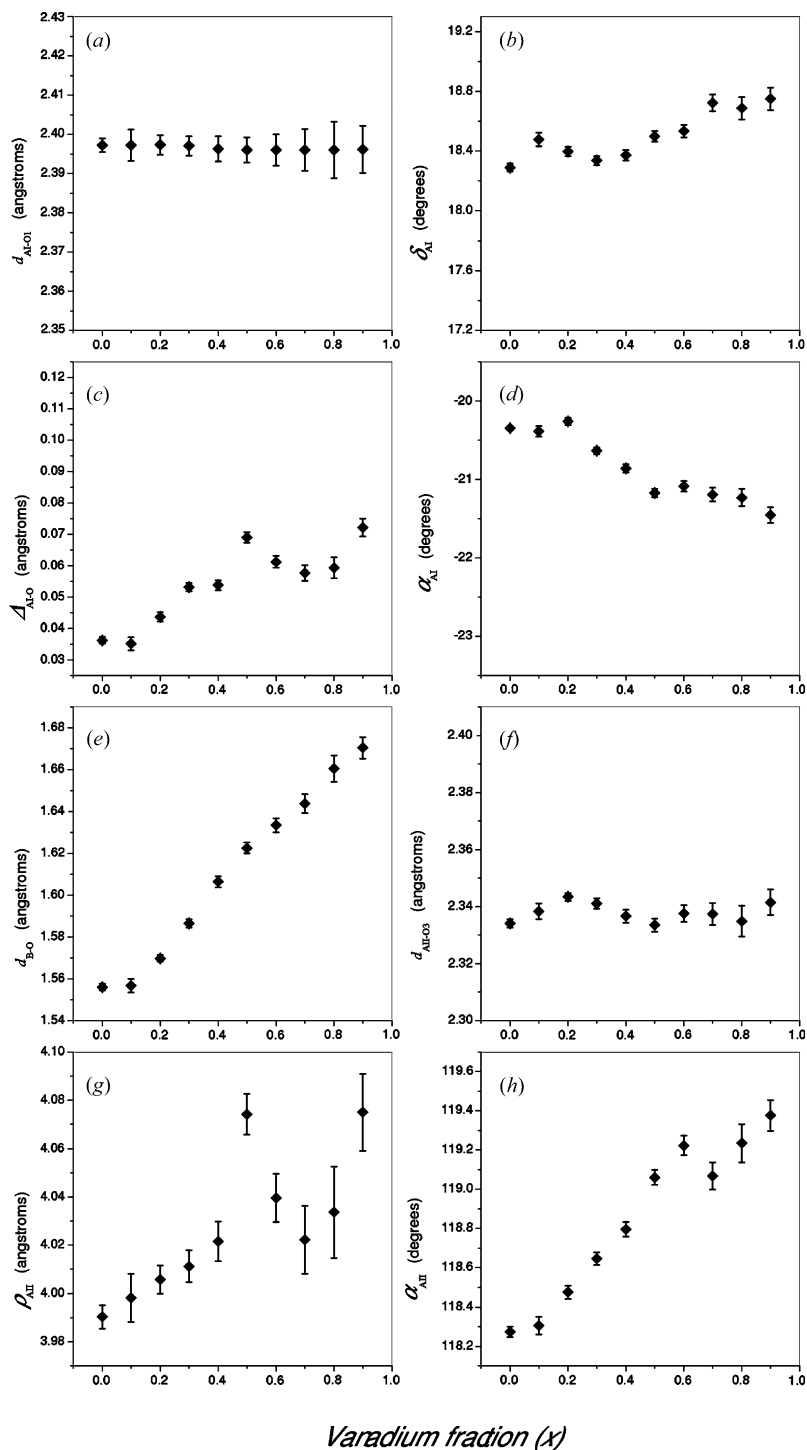 (a)
2.43
2.42
2.41
2.40
2.39
2.38
2.37
2.36
2.35
d AI-O1 (angstroms)
0.0 0.2 0.4 0.6 0.8 1.0
(b)
19.2
18.8
18.4
18.0
17.6
17.2
δ AI (degrees)
0.0 0.2 0.4 0.6 0.8 1.0
(c)
0.12
0.11
0.10
0.09
0.08
0.07
0.06
0.05
0.04
0.03
Δ AI-O (angstroms)
0.0 0.2 0.4 0.6 0.8 1.0
(d)
-20
-21
-22
-23
α AI (degrees)
0.0 0.2 0.4 0.6 0.8 1.0
(e)
1.68
1.66
1.64
1.62
1.60
1.58
1.56
1.54
d B-O (angstroms)
0.0 0.2 0.4 0.6 0.8 1.0
(f)
2.40
2.38
2.36
2.34
2.32
2.30
d AII-O3 (angstroms)
0.0 0.2 0.4 0.6 0.8 1.0
(g)
4.10
4.08
4.06
4.04
4.02
4.00
3.98
ρ AII (angstroms)
0.0 0.2 0.4 0.6 0.8 1.0
(h)
119.6
119.4
119.2
119.0
118.8
118.6
118.4
118.2
α AII (degrees)
0.0 0.2 0.4 0.6 0.8 1.0
Vanadium fraction (x)